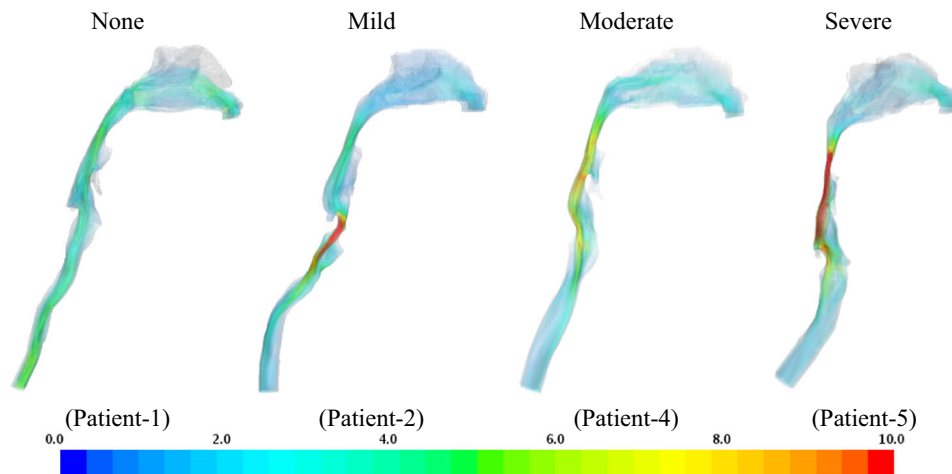 None Mild Moderate Severe
(Patient-1) (Patient-2) (Patient-4) (Patient-5)
0.0 2.0 4.0 6.0 8.0 10.0